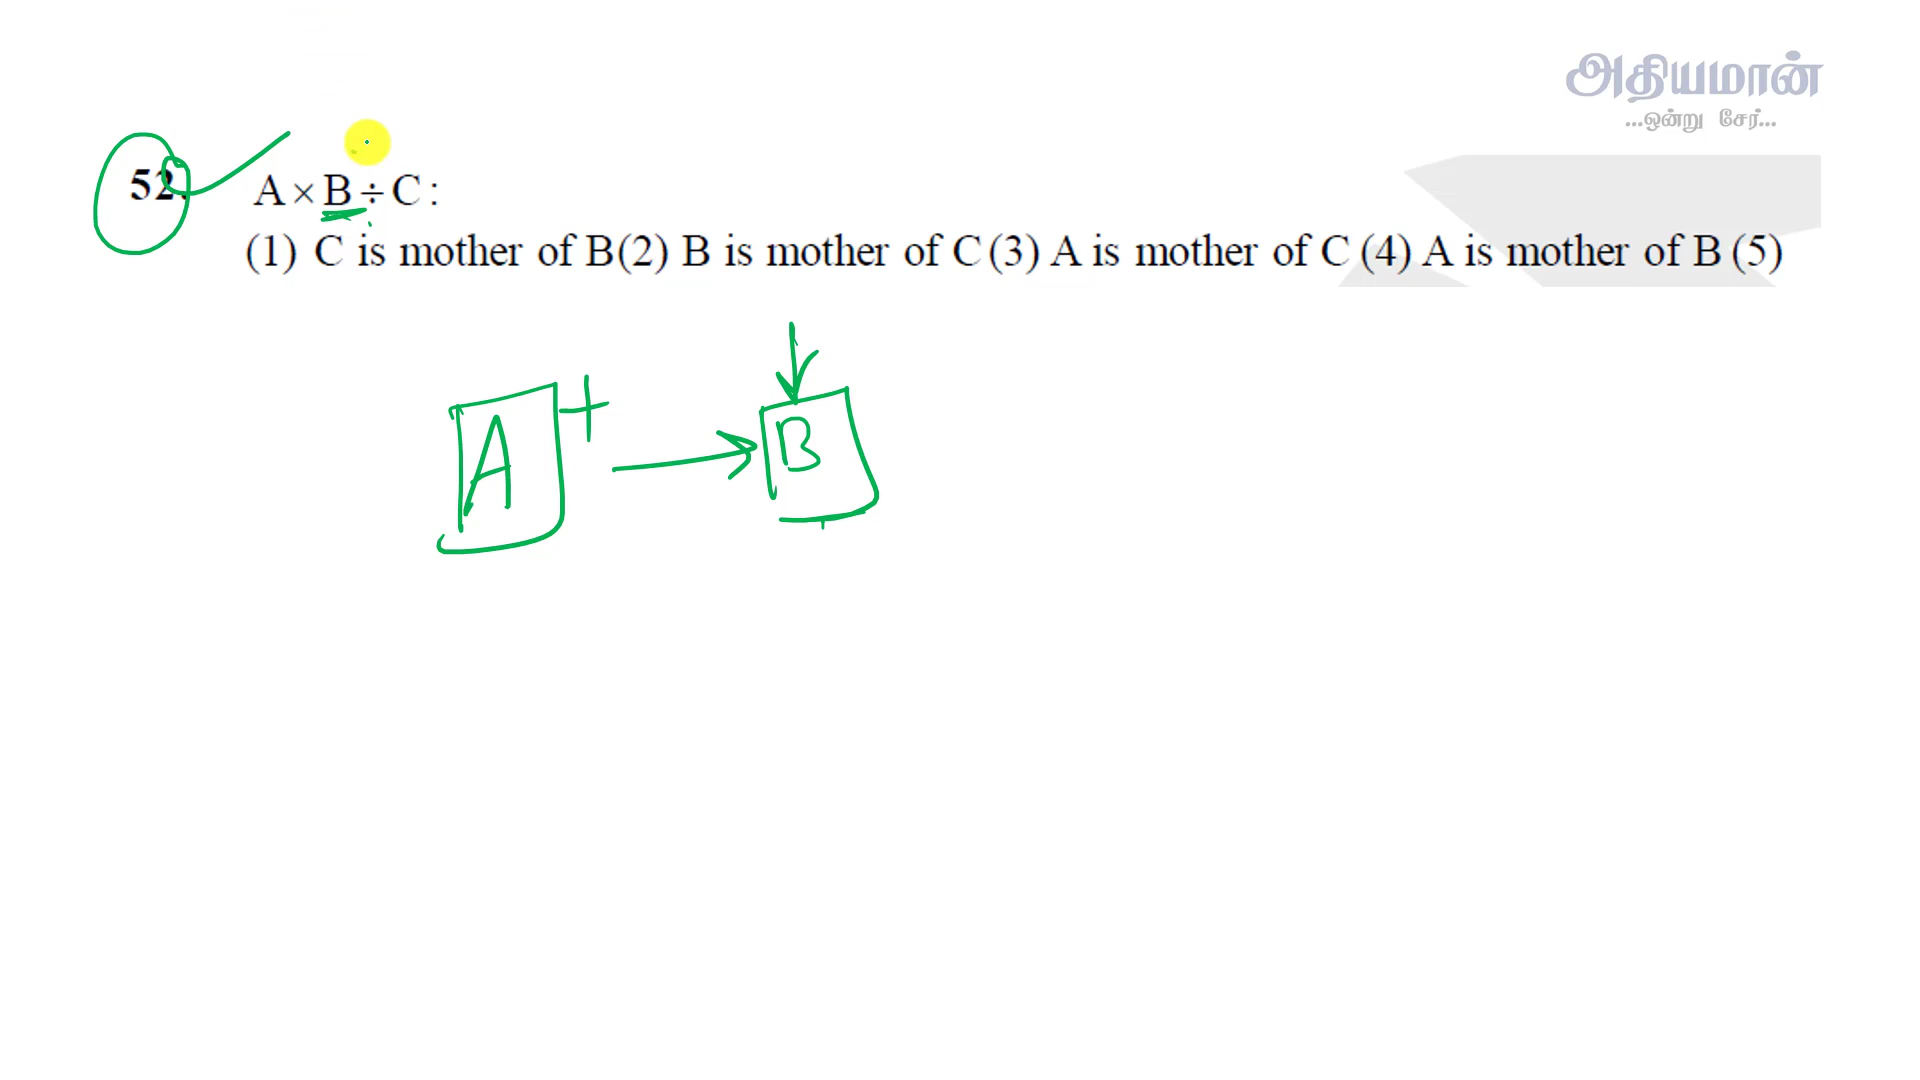 அதியமான்
...ஒன்று சேர்...
52. A × B ÷ C :
(1) C is mother of B (2) B is mother of C (3) A is mother of C (4) A is mother of B (5)
A + B